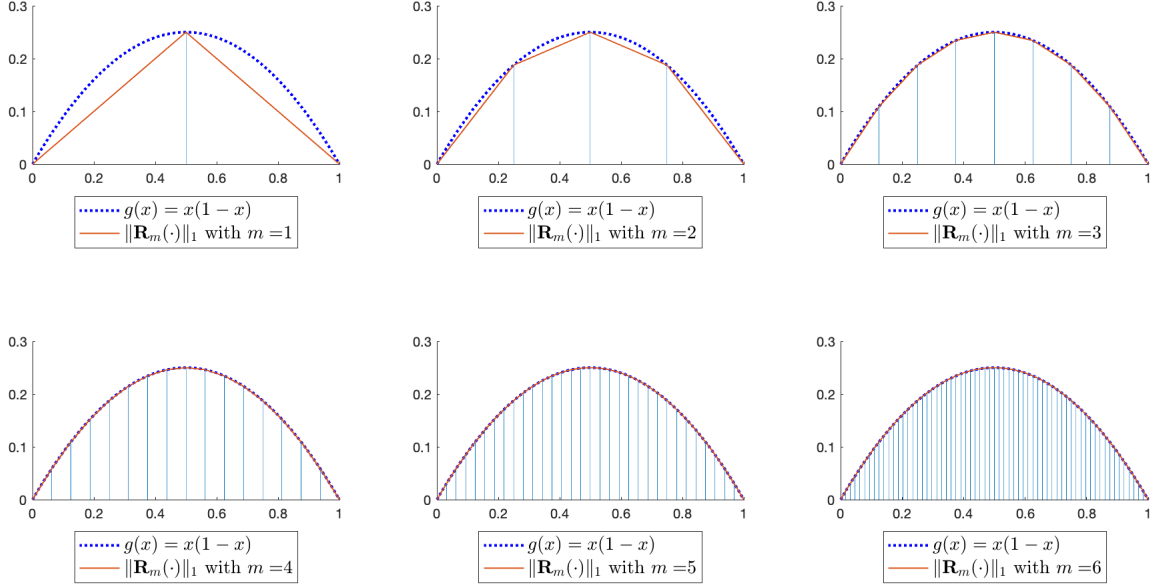 0.3
0.2
0.1
0
0 0.2 0.4 0.6 0.8 1
g(x) = x(1 − x)
‖R_m(·)‖_1 with m =1
0.3
0.2
0.1
0
0 0.2 0.4 0.6 0.8 1
g(x) = x(1 − x)
‖R_m(·)‖_1 with m =2
0.3
0.2
0.1
0
0 0.2 0.4 0.6 0.8 1
g(x) = x(1 − x)
‖R_m(·)‖_1 with m =3
0.3
0.2
0.1
0
0 0.2 0.4 0.6 0.8 1
g(x) = x(1 − x)
‖R_m(·)‖_1 with m =4
0.3
0.2
0.1
0
0 0.2 0.4 0.6 0.8 1
g(x) = x(1 − x)
‖R_m(·)‖_1 with m =5
0.3
0.2
0.1
0
0 0.2 0.4 0.6 0.8 1
g(x) = x(1 − x)
‖R_m(·)‖_1 with m =6